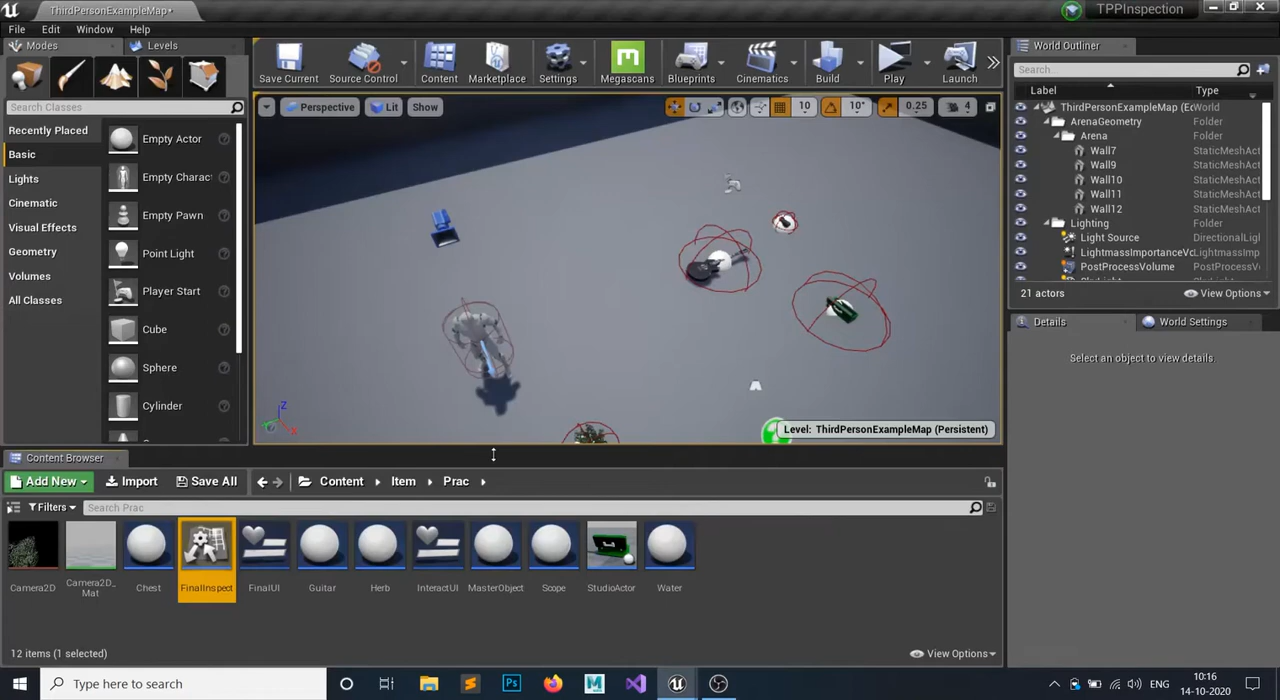 ThirdPersonExampleMap*
TPPInspection
File Edit Window Help
Modes
Levels
Search Classes
Recently Placed
Basic
Lights
Cinematic
Visual Effects
Geometry
Volumes
All Classes
Empty Actor
Empty Charac
Empty Pawn
Point Light
Player Start
Cube
Sphere
Cylinder
Save Current
Source Control
Content
Marketplace
Settings
Megascans
Blueprints
Cinematics
Build
Play
Launch
Perspective
Lit
Show
10
10°
0.25
4
Level: ThirdPersonExampleMap (Persistent)
World Outliner
Search...
Label Type
ThirdPersonExampleMap (Ec World
ArenaGeometry Folder
Arena Folder
Wall7 StaticMeshAct
Wall9 StaticMeshAct
Wall10 StaticMeshAct
Wall11 StaticMeshAct
Wall12 StaticMeshAct
Lighting Folder
Light Source DirectionalLigh
LightmassImportanceVo LightmassImp
PostProcessVolume PostProcessV
21 actors
View Options
Details
World Settings
Select an object to view details.
Content Browser
Add New
Import
Save All
Content
Item
Prac
Filters
Search Prac
Camera2D
Camera2D_
Mat
Chest
FinalInspect
FinalUI
Guitar
Herb
InteractUI
MasterObject
Scope
StudioActor
Water
12 items (1 selected)
View Options
Type here to search
ENG
10:16
14-10-2020